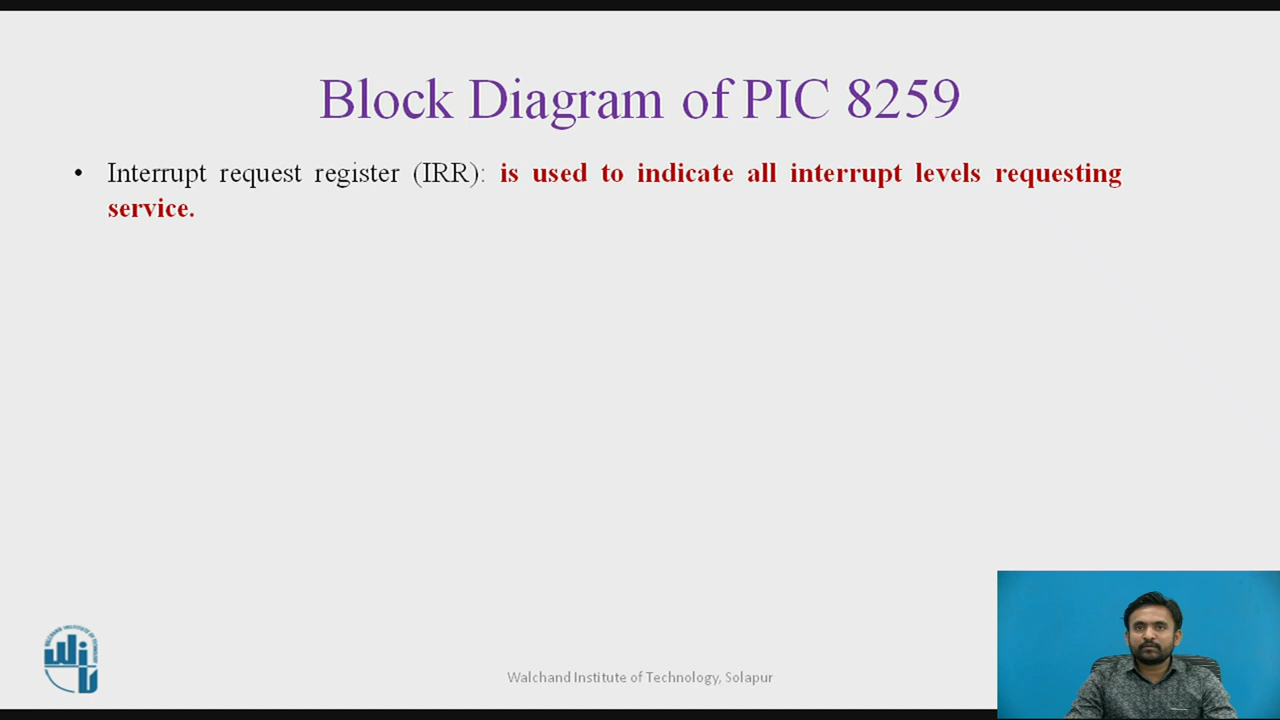 Block Diagram of PIC 8259
• Interrupt request register (IRR): is used to indicate all interrupt levels requesting
service.
Walchand Institute of Technology, Solapur